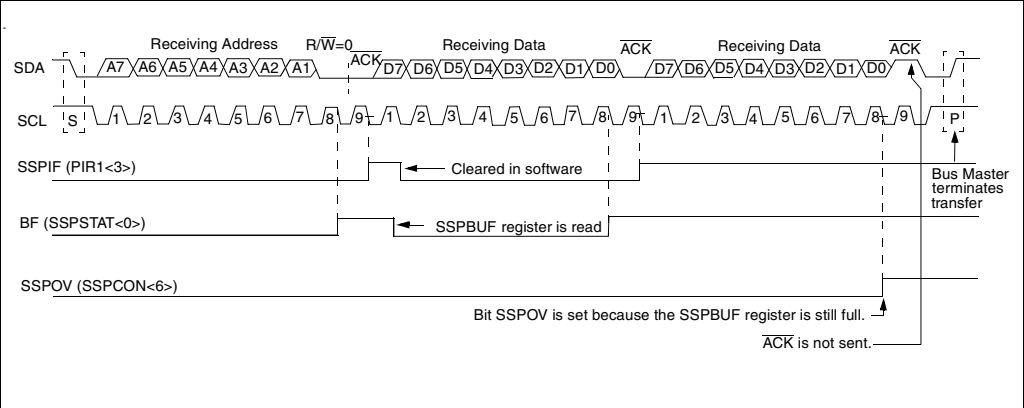 Receiving Address R/W=0 Receiving Data ACK Receiving Data ACK
SDA A7 A6 A5 A4 A3 A2 A1 ACK D7 D6 D5 D4 D3 D2 D1 D0 D7 D6 D5 D4 D3 D2 D1 D0
SCL S 1 2 3 4 5 6 7 8 9 1 2 3 4 5 6 7 8 9 1 2 3 4 5 6 7 8 9 P
SSPIF (PIR1<3>) Cleared in software
Bus Master
terminates
transfer
BF (SSPSTAT<0>) SSPBUF register is read
SSPOV (SSPCON<6>)
Bit SSPOV is set because the SSPBUF register is still full.
ACK is not sent.